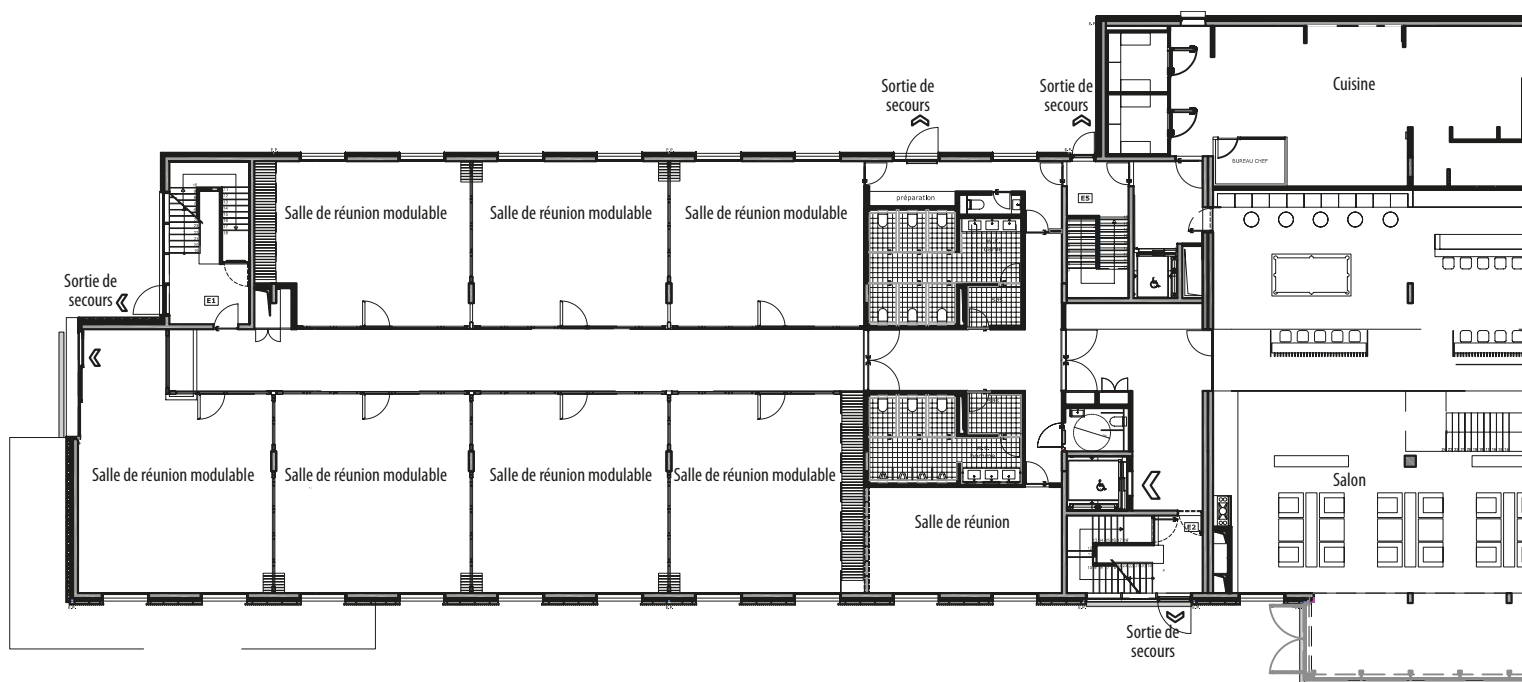 Sortie de
secours
Sortie de
secours
Cuisine
BUREAU CHEF
Salle de réunion modulable
Salle de réunion modulable
Salle de réunion modulable
préparation
E5
Sortie de
secours
E1
Salle de réunion modulable
Salle de réunion modulable
Salle de réunion modulable
Salle de réunion modulable
Salon
Salle de réunion
E2
Sortie de
secours